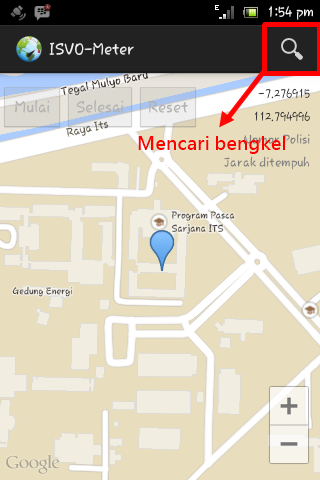 E
1:54 pm
ISVO-Meter
Tegal Mulyo Baru
Mulai
Selesai
Reset
-7,276915
Raya Its
112,794996
Mencari bengkel
Nomor Polisi
Jarak ditempuh
Program Pasca
Sarjana ITS
Gedung Energi
+
-
Google